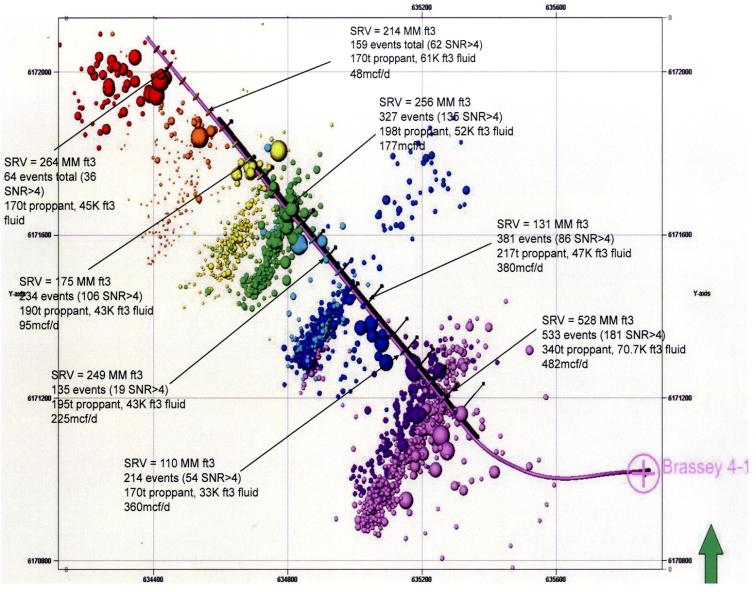 635200
635600
SRV = 214 MM ft3
159 events total (62 SNR>4)
170t proppant, 61K ft3 fluid
48mcf/d
6172000
6172000
SRV = 256 MM ft3
327 events (135 SNR>4)
198t proppant, 52K ft3 fluid
177mcf/d
SRV = 264 MM ft3
64 events total (36
SNR>4)
170t proppant, 45K ft3
fluid
SRV = 131 MM ft3
381 events (86 SNR>4)
217t proppant, 47K ft3 fluid
380mcf/d
6171600
6171600
SRV = 175 MM ft3
234 events (106 SNR>4)
190t proppant, 43K ft3 fluid
95mcf/d
Y-axis
Y-axis
SRV = 528 MM ft3
533 events (181 SNR>4)
340t proppant, 70.7K ft3 fluid
482mcf/d
SRV = 249 MM ft3
135 events (19 SNR>4)
195t proppant, 43K ft3 fluid
225mcf/d
6171200
6171200
SRV = 110 MM ft3
214 events (54 SNR>4)
170t proppant, 33K ft3 fluid
360mcf/d
Brassey 4-1
6170800
6170800
634400
634800
635200
635600